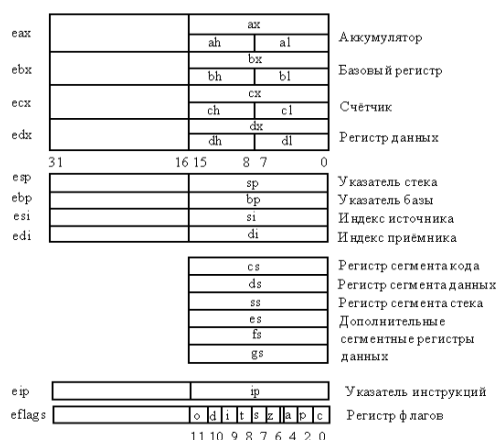 ax
eax
ah al
Аккумулятор
bx
ebx
bh bl
Базовый регистр
cx
ecx
ch cl
Счётчик
dx
edx
dh dl
Регистр данных
31 16 15 8 7 0
esp sp Указатель стека
ebp bp Указатель базы
esi si Индекс источника
edi di Индекс приёмника
cs Регистр сегмента кода
ds Регистр сегмента данных
ss Регистр сегмента стека
es Дополнительные
fs сегментные регистры
gs данных
eip ip Указатель инструкций
eflags o d i t s z a p c Регистр флагов
11 10 9 8 7 6 4 2 0